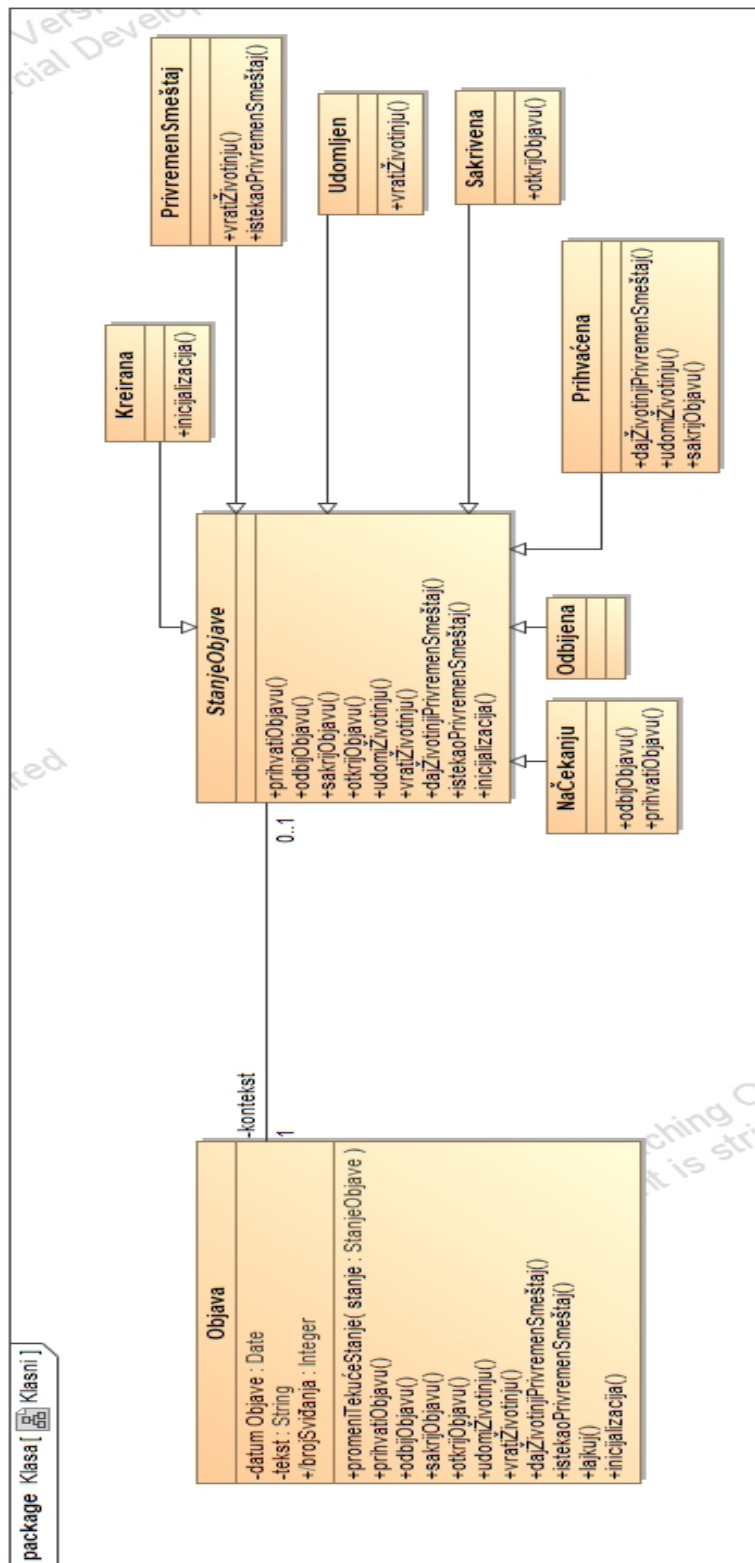 package Klasa[ Klasni ]
Objava
-datum Objave : Date
-tekst : String
+/brojSviđanja : Integer
+promeniTekućeStanje( stanje : StanjeObjave )
+prihvatiObjavu()
+odbijObjavu()
+sakrijObjavu()
+otkrijObjavu()
+udomiŽivotinju()
+vratiŽivotinju()
+dajŽivotinjiPrivremenSmeštaj()
+istekaoPrivremenSmeštaj()
+lajkuj()
+inicijalizacija()
-kontekst
1
0..1
StanjeObjave
+prihvatiObjavu()
+odbijObjavu()
+sakrijObjavu()
+otkrijObjavu()
+udomiŽivotinju()
+vratiŽivotinju()
+dajŽivotinjiPrivremenSmeštaj()
+istekaoPrivremenSmeštaj()
+inicijalizacija()
Kreirana
+inicijalizacija()
PrivremenSmeštaj
+vratiŽivotinju()
+istekaoPrivremenSmeštaj()
Udomljen
+vratiŽivotinju()
Sakrivena
+otkrijObjavu()
Prihvaćena
+dajŽivotinjiPrivremenSmeštaj()
+udomiŽivotinju()
+sakrijObjavu()
Odbijena
NaČekanju
+odbijObjavu()
+prihvatiObjavu()